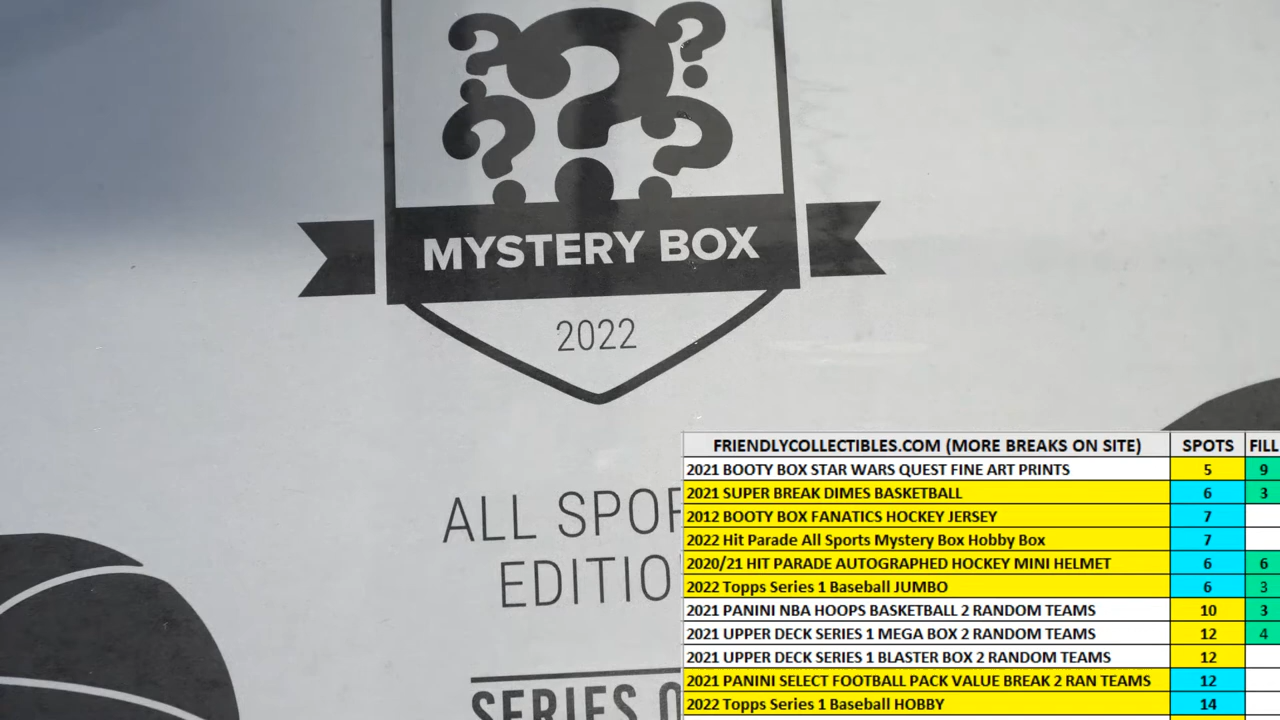 ? ? ?
? ?
MYSTERY BOX
2022
ALL SPOR
EDITIO
SERIES O
FRIENDLYCOLLECTIBLES.COM (MORE BREAKS ON SITE) SPOTS FILL
2021 BOOTY BOX STAR WARS QUEST FINE ART PRINTS 5 9
2021 SUPER BREAK DIMES BASKETBALL 6 3
2012 BOOTY BOX FANATICS HOCKEY JERSEY 7
2022 Hit Parade All Sports Mystery Box Hobby Box 7
2020/21 HIT PARADE AUTOGRAPHED HOCKEY MINI HELMET 6 6
2022 Topps Series 1 Baseball JUMBO 6 3
2021 PANINI NBA HOOPS BASKETBALL 2 RANDOM TEAMS 10 3
2021 UPPER DECK SERIES 1 MEGA BOX 2 RANDOM TEAMS 12 4
2021 UPPER DECK SERIES 1 BLASTER BOX 2 RANDOM TEAMS 12
2021 PANINI SELECT FOOTBALL PACK VALUE BREAK 2 RAN TEAMS 12
2022 Topps Series 1 Baseball HOBBY 14